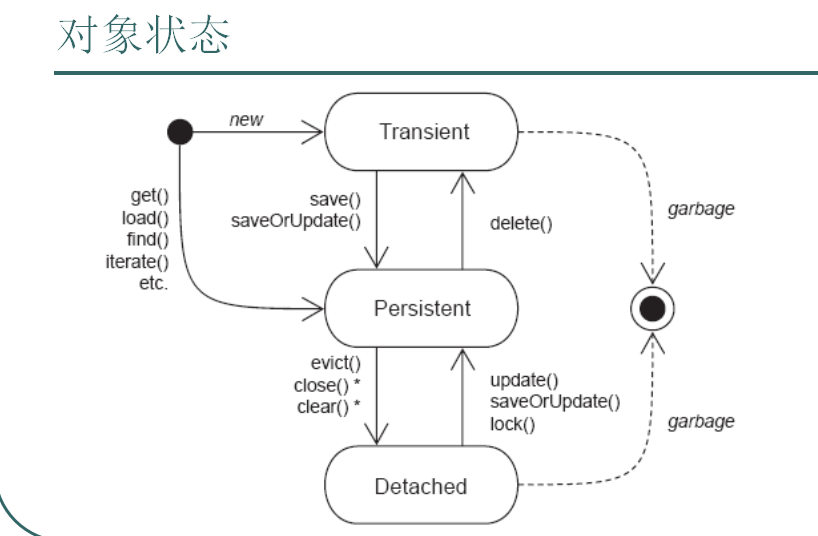 对象状态
new
Transient
get()
load()
find()
iterate()
etc.
save()
saveOrUpdate()
delete()
garbage
Persistent
evict()
close() *
clear() *
update()
saveOrUpdate()
lock()
garbage
Detached